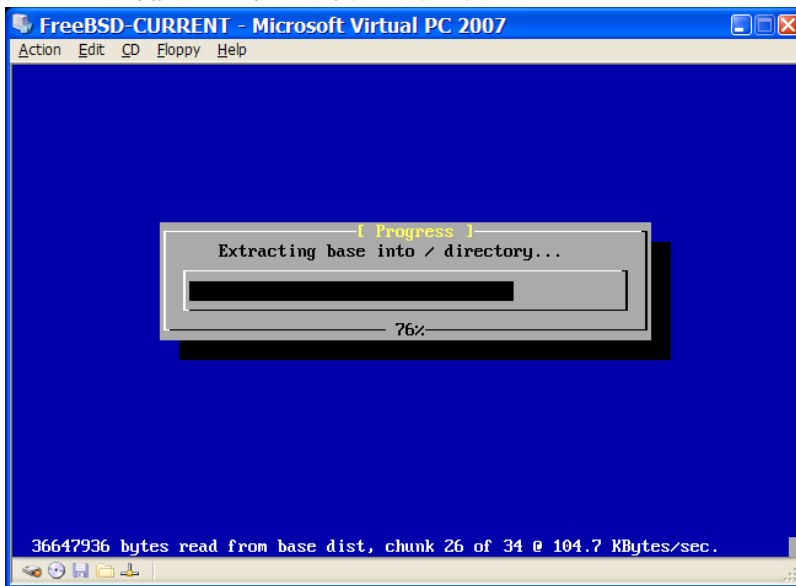 FreeBSD-CURRENT - Microsoft Virtual PC 2007
Action Edit CD Floppy Help
[ Progress ]
Extracting base into / directory...
76%
36647936 bytes read from base dist, chunk 26 of 34 @ 104.7 KBytes/sec.